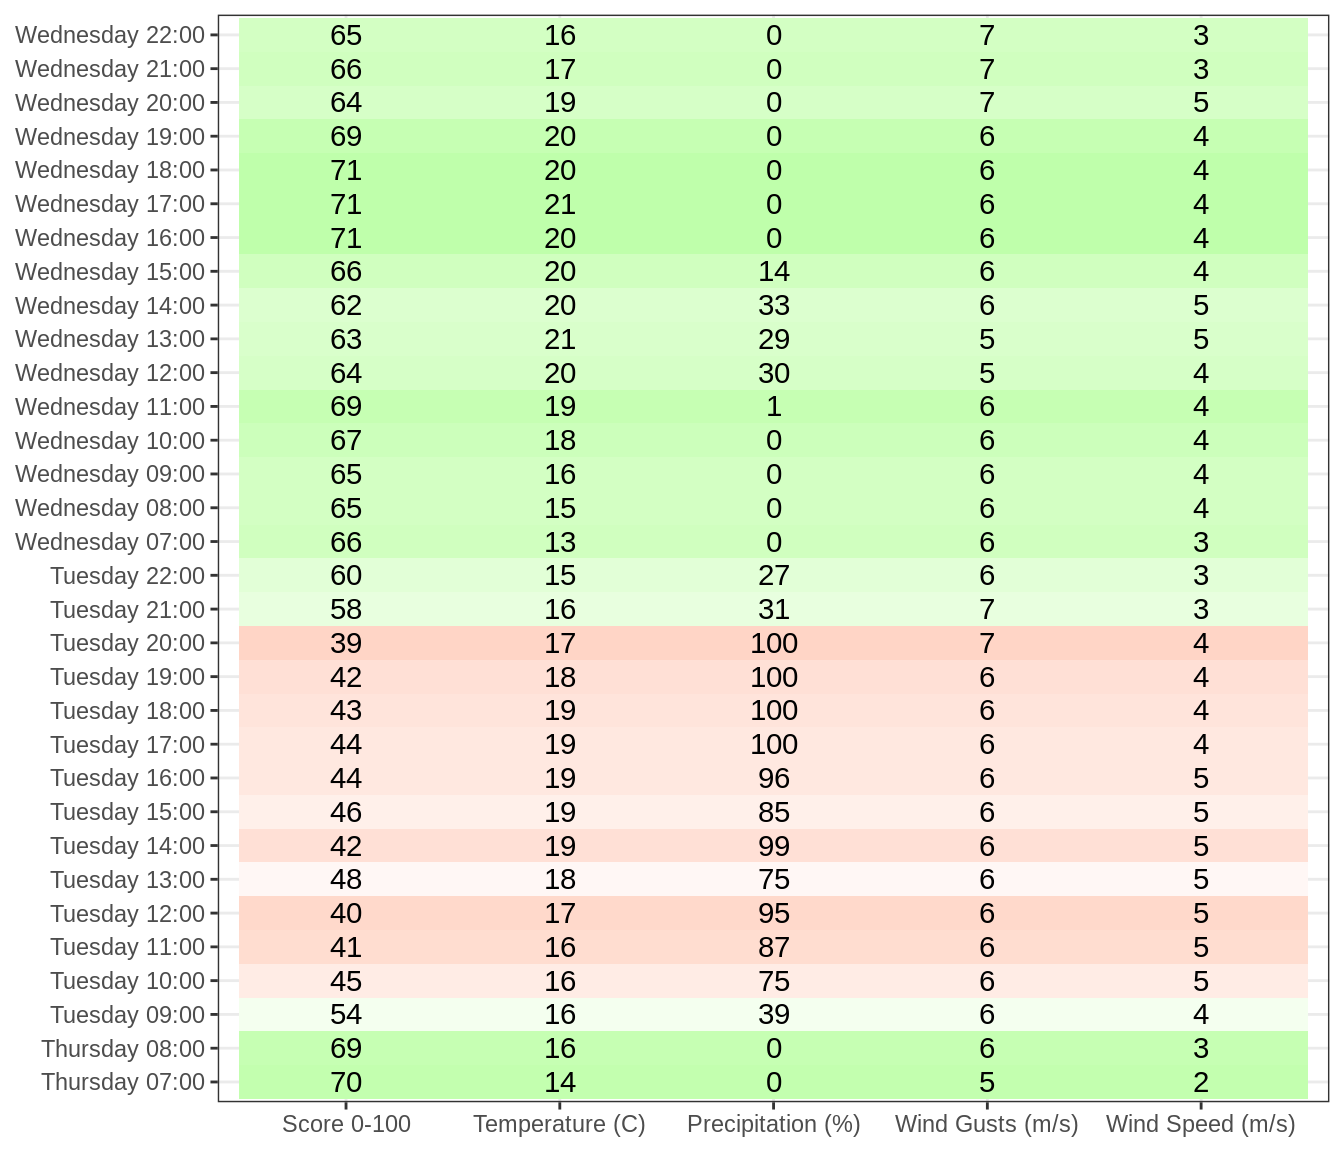 Wednesday 22:00 65 16 0 7 3
Wednesday 21:00 66 17 0 7 3
Wednesday 20:00 64 19 0 7 5
Wednesday 19:00 69 20 0 6 4
Wednesday 18:00 71 20 0 6 4
Wednesday 17:00 71 21 0 6 4
Wednesday 16:00 71 20 0 6 4
Wednesday 15:00 66 20 14 6 4
Wednesday 14:00 62 20 33 6 5
Wednesday 13:00 63 21 29 5 5
Wednesday 12:00 64 20 30 5 4
Wednesday 11:00 69 19 1 6 4
Wednesday 10:00 67 18 0 6 4
Wednesday 09:00 65 16 0 6 4
Wednesday 08:00 65 15 0 6 4
Wednesday 07:00 66 13 0 6 3
Tuesday 22:00 60 15 27 6 3
Tuesday 21:00 58 16 31 7 3
Tuesday 20:00 39 17 100 7 4
Tuesday 19:00 42 18 100 6 4
Tuesday 18:00 43 19 100 6 4
Tuesday 17:00 44 19 100 6 4
Tuesday 16:00 44 19 96 6 5
Tuesday 15:00 46 19 85 6 5
Tuesday 14:00 42 19 99 6 5
Tuesday 13:00 48 18 75 6 5
Tuesday 12:00 40 17 95 6 5
Tuesday 11:00 41 16 87 6 5
Tuesday 10:00 45 16 75 6 5
Tuesday 09:00 54 16 39 6 4
Thursday 08:00 69 16 0 6 3
Thursday 07:00 70 14 0 5 2
Score 0-100 Temperature (C) Precipitation (%) Wind Gusts (m/s) Wind Speed (m/s)